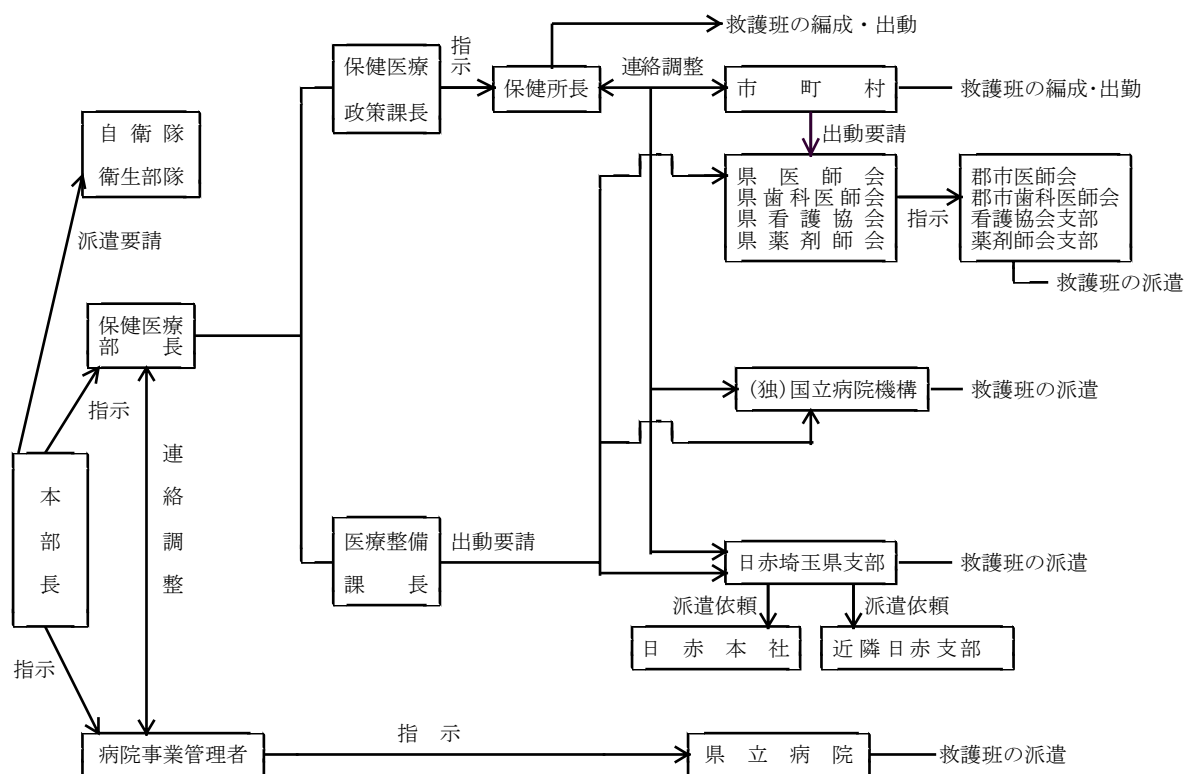 救護班の編成・出動
保健医療
政策課長
指示
保健所長
連絡調整
市町村
救護班の編成・出勤
自衛隊
衛生部隊
出動要請
県医師会
県歯科医師会
県看護協会
県薬剤師会
指示
郡市医師会
郡市歯科医師会
看護協会支部
薬剤師会支部
派遣要請
救護班の派遣
保健医療
部長
指示
(独)国立病院機構
救護班の派遣
連絡調整
本部長
医療整備
課長
出動要請
日赤埼玉県支部
救護班の派遣
派遣依頼
派遣依頼
日赤本社
近隣日赤支部
指示
病院事業管理者
指示
県立病院
救護班の派遣